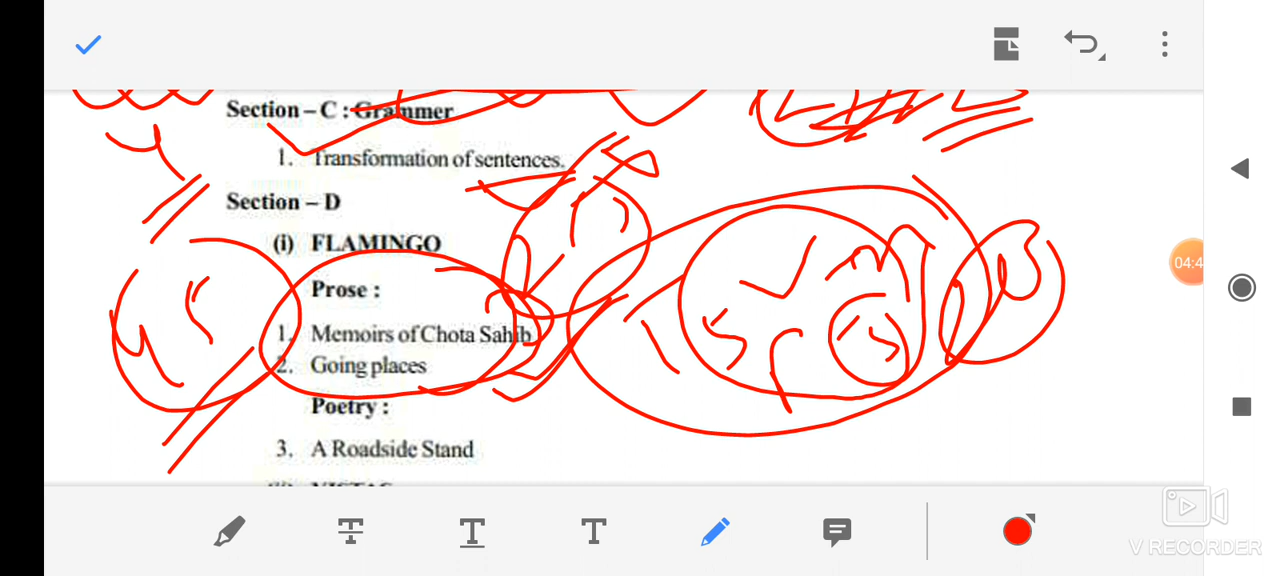 Section – C : Grammer
1. Transformation of sentences.
Section – D
(i) FLAMINGO
Prose :
1. Memoirs of Chota Sahib
2. Going places
Poetry :
3. A Roadside Stand
04:4
V RECORDER